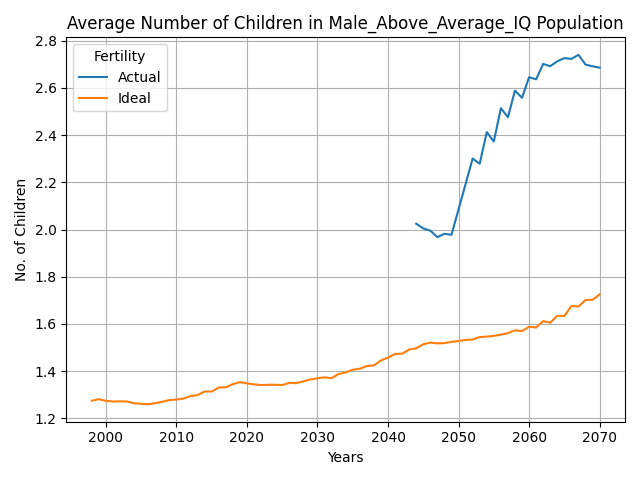 Average Number of Children in Male_Above_Average_IQ Population
Fertility
Actual
Ideal
No. of Children
2.8
2.6
2.4
2.2
2.0
1.8
1.6
1.4
1.2
2000 2010 2020 2030 2040 2050 2060 2070
Years